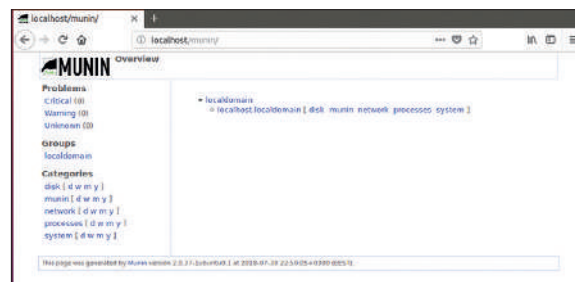 localhost/munin/
localhost/munin/
MUNIN
Overview
Problems
Critical (0)
Warning (0)
Unknown (0)
Groups
localdomain
Categories
disk [ d w m y ]
munin [ d w m y ]
network [ d w m y ]
processes [ d w m y ]
system [ d w m y ]
localdomain
localhost.localdomain [ disk munin network processes system ]
This page was generated by Munin version